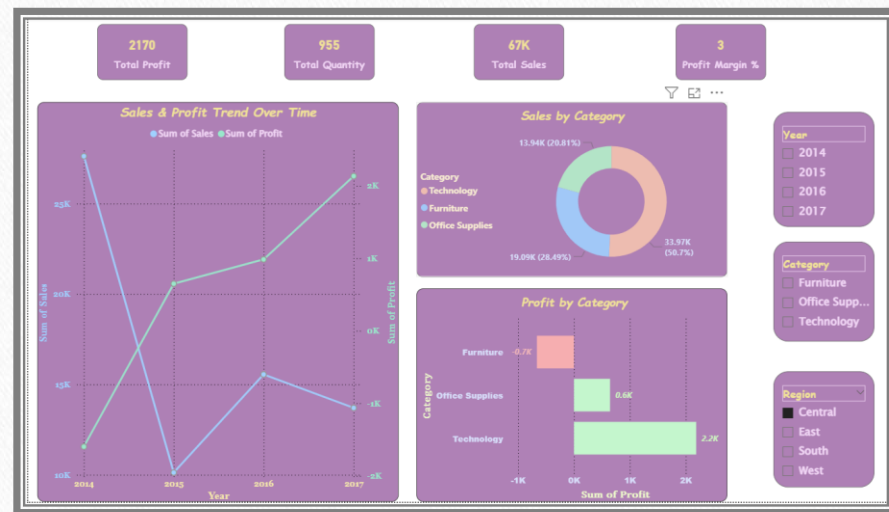 2170
Total Profit
955
Total Quantity
67K
Total Sales
3
Profit Margin %
Sales & Profit Trend Over Time
Sum of Sales Sum of Profit
25K
20K
15K
10K
Sum of Sales
2K
1K
0K
-1K
-2K
Sum of Profit
2014 2015 2016 2017
Year
Sales by Category
13.94K (20.81%)
Category
Technology
Furniture
Office Supplies
19.09K (28.49%)
33.97K
(50.7%)
Profit by Category
Category
Furniture -0.7K
Office Supplies 0.6K
Technology 2.2K
-1K 0K 1K 2K
Sum of Profit
Year
2014
2015
2016
2017
Category
Furniture
Office Supp...
Technology
Region
Central
East
South
West